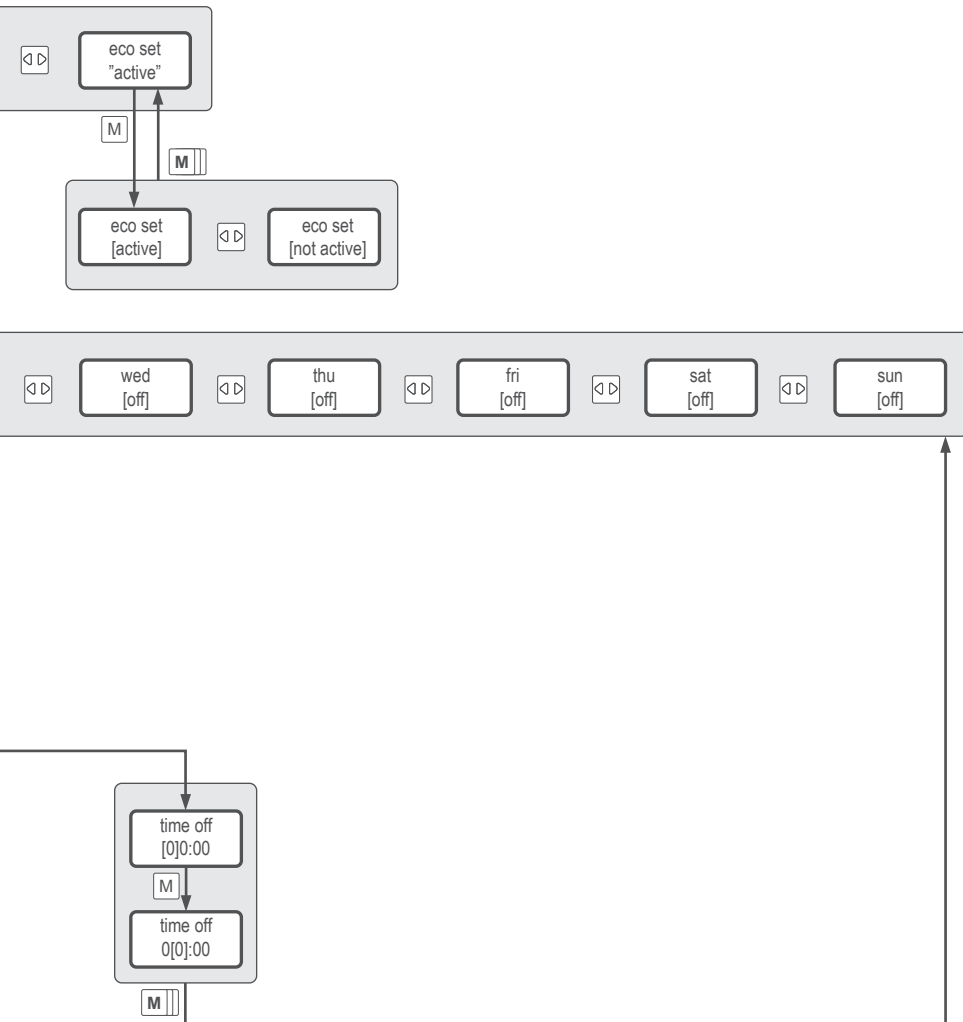 eco set
”active”
M
M
eco set
[active]
eco set
[not active]
wed
[off]
thu
[off]
fri
[off]
sat
[off]
sun
[off]
time off
[0]0:00
M
time off
0[0]:00
M